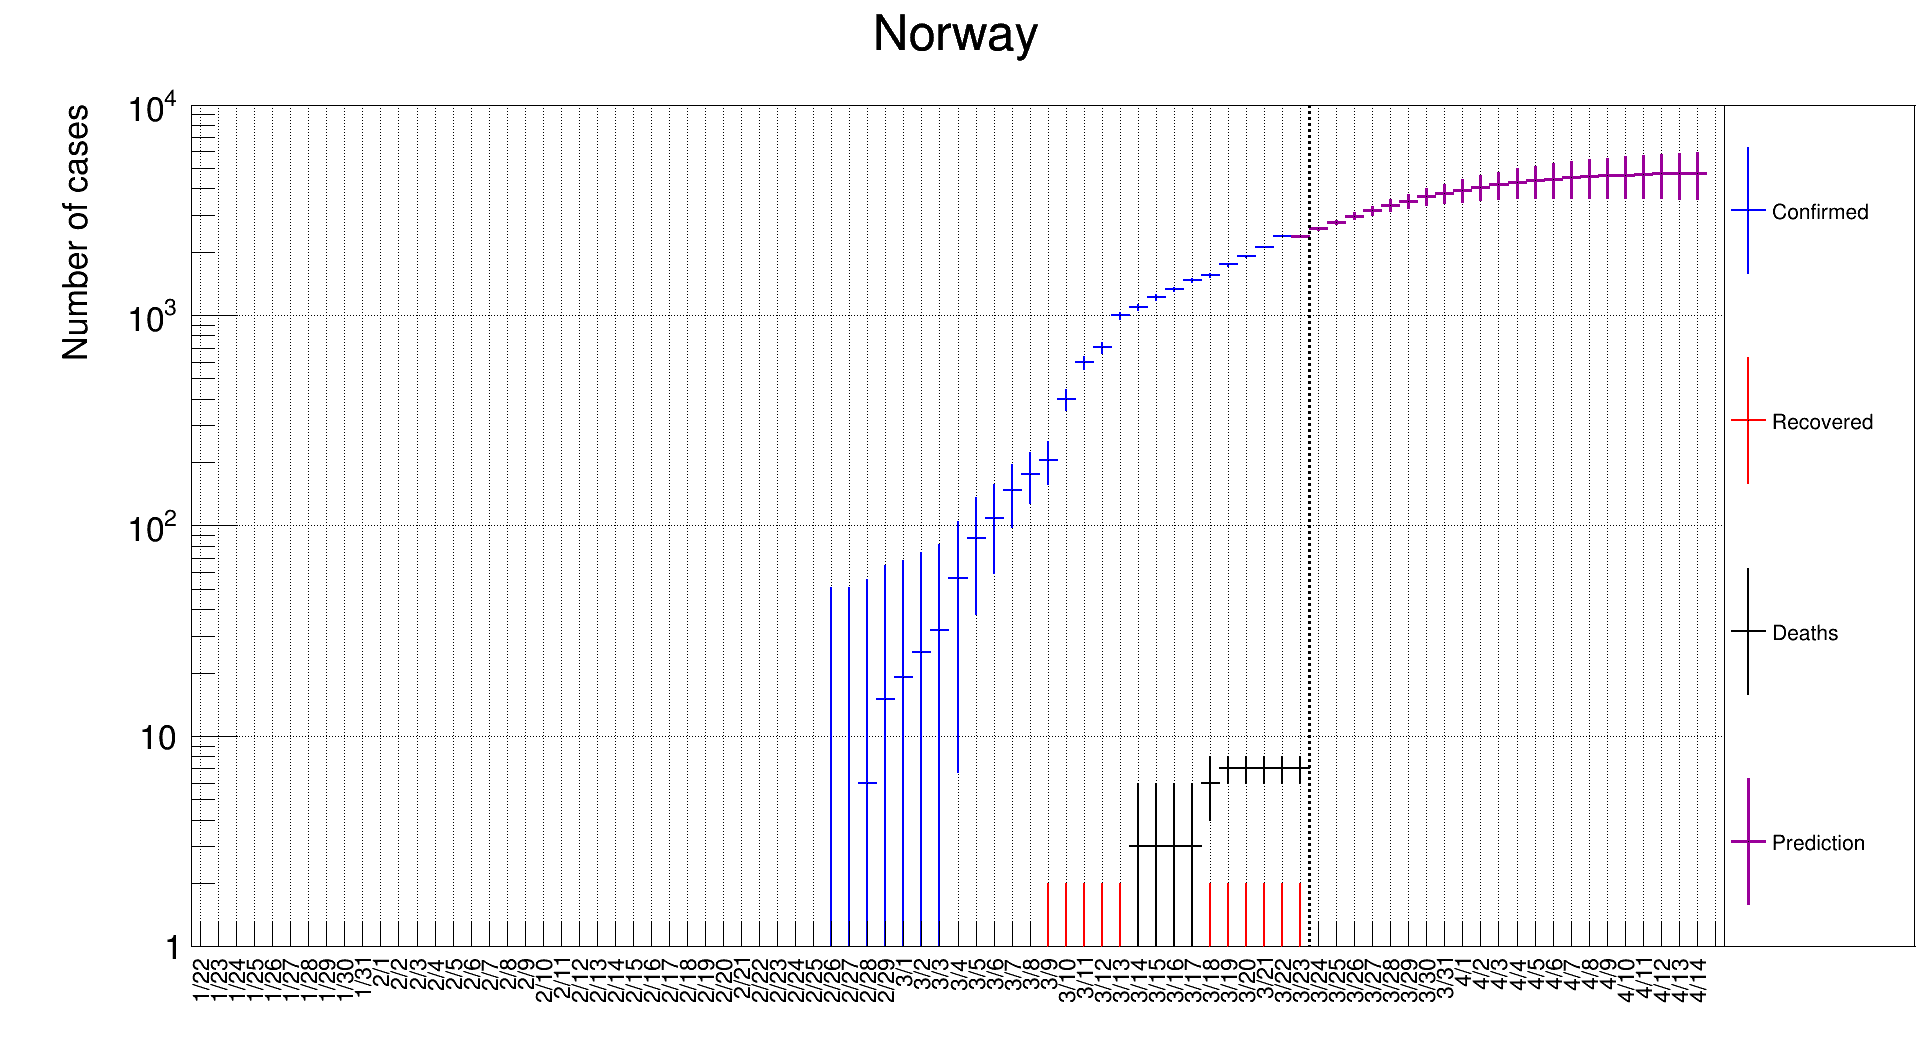 Norway
Number of cases
10^4
10^3
10^2
10
1
1/22 1/23 1/24 1/25 1/26 1/27 1/28 1/29 1/30 1/31 2/1 2/2 2/3 2/4 2/5 2/6 2/7 2/8 2/9 2/10 2/11 2/12 2/13 2/14 2/15 2/16 2/17 2/18 2/19 2/20 2/21 2/22 2/23 2/24 2/25 2/26 2/27 2/28 2/29 3/1 3/2 3/3 3/4 3/5 3/6 3/7 3/8 3/9 3/10 3/11 3/12 3/13 3/14 3/15 3/16 3/17 3/18 3/19 3/20 3/21 3/22 3/23 3/24 3/25 3/26 3/27 3/28 3/29 3/30 3/31 4/1 4/2 4/3 4/4 4/5 4/6 4/7 4/8 4/9 4/10 4/11 4/12 4/13 4/14
Confirmed
Recovered
Deaths
Prediction